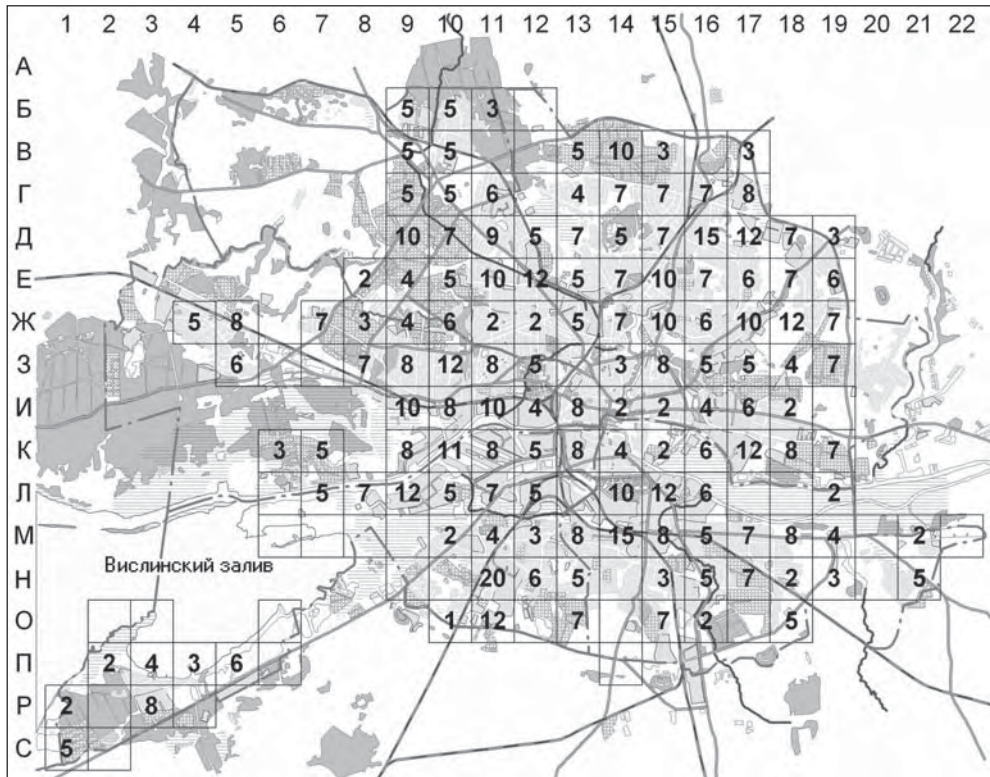 1 2 3 4 5 6 7 8 9 10 11 12 13 14 15 16 17 18 19 20 21 22
А
Б 5 5 3
В 5 5 5 10 3 3
Г 5 5 6 4 7 7 7 8
Д 10 7 9 5 7 5 7 15 12 7 3
Е 2 4 5 10 12 5 7 10 7 6 7 6
Ж 5 8 7 3 4 6 2 2 5 7 10 6 10 12 7
З 6 7 8 12 8 5 3 8 5 5 4 7
И 10 8 10 4 8 2 2 4 6 2
К 3 5 8 11 8 5 8 4 2 6 12 8 7
Л 5 7 12 5 7 5 10 12 6 2
М 2 4 3 8 15 8 5 7 8 4 2
Вислинский залив
Н 20 6 5 3 5 7 2 3 5
О 1 12 7 7 2 5
П 2 4 3 6
Р 2 8
С 5